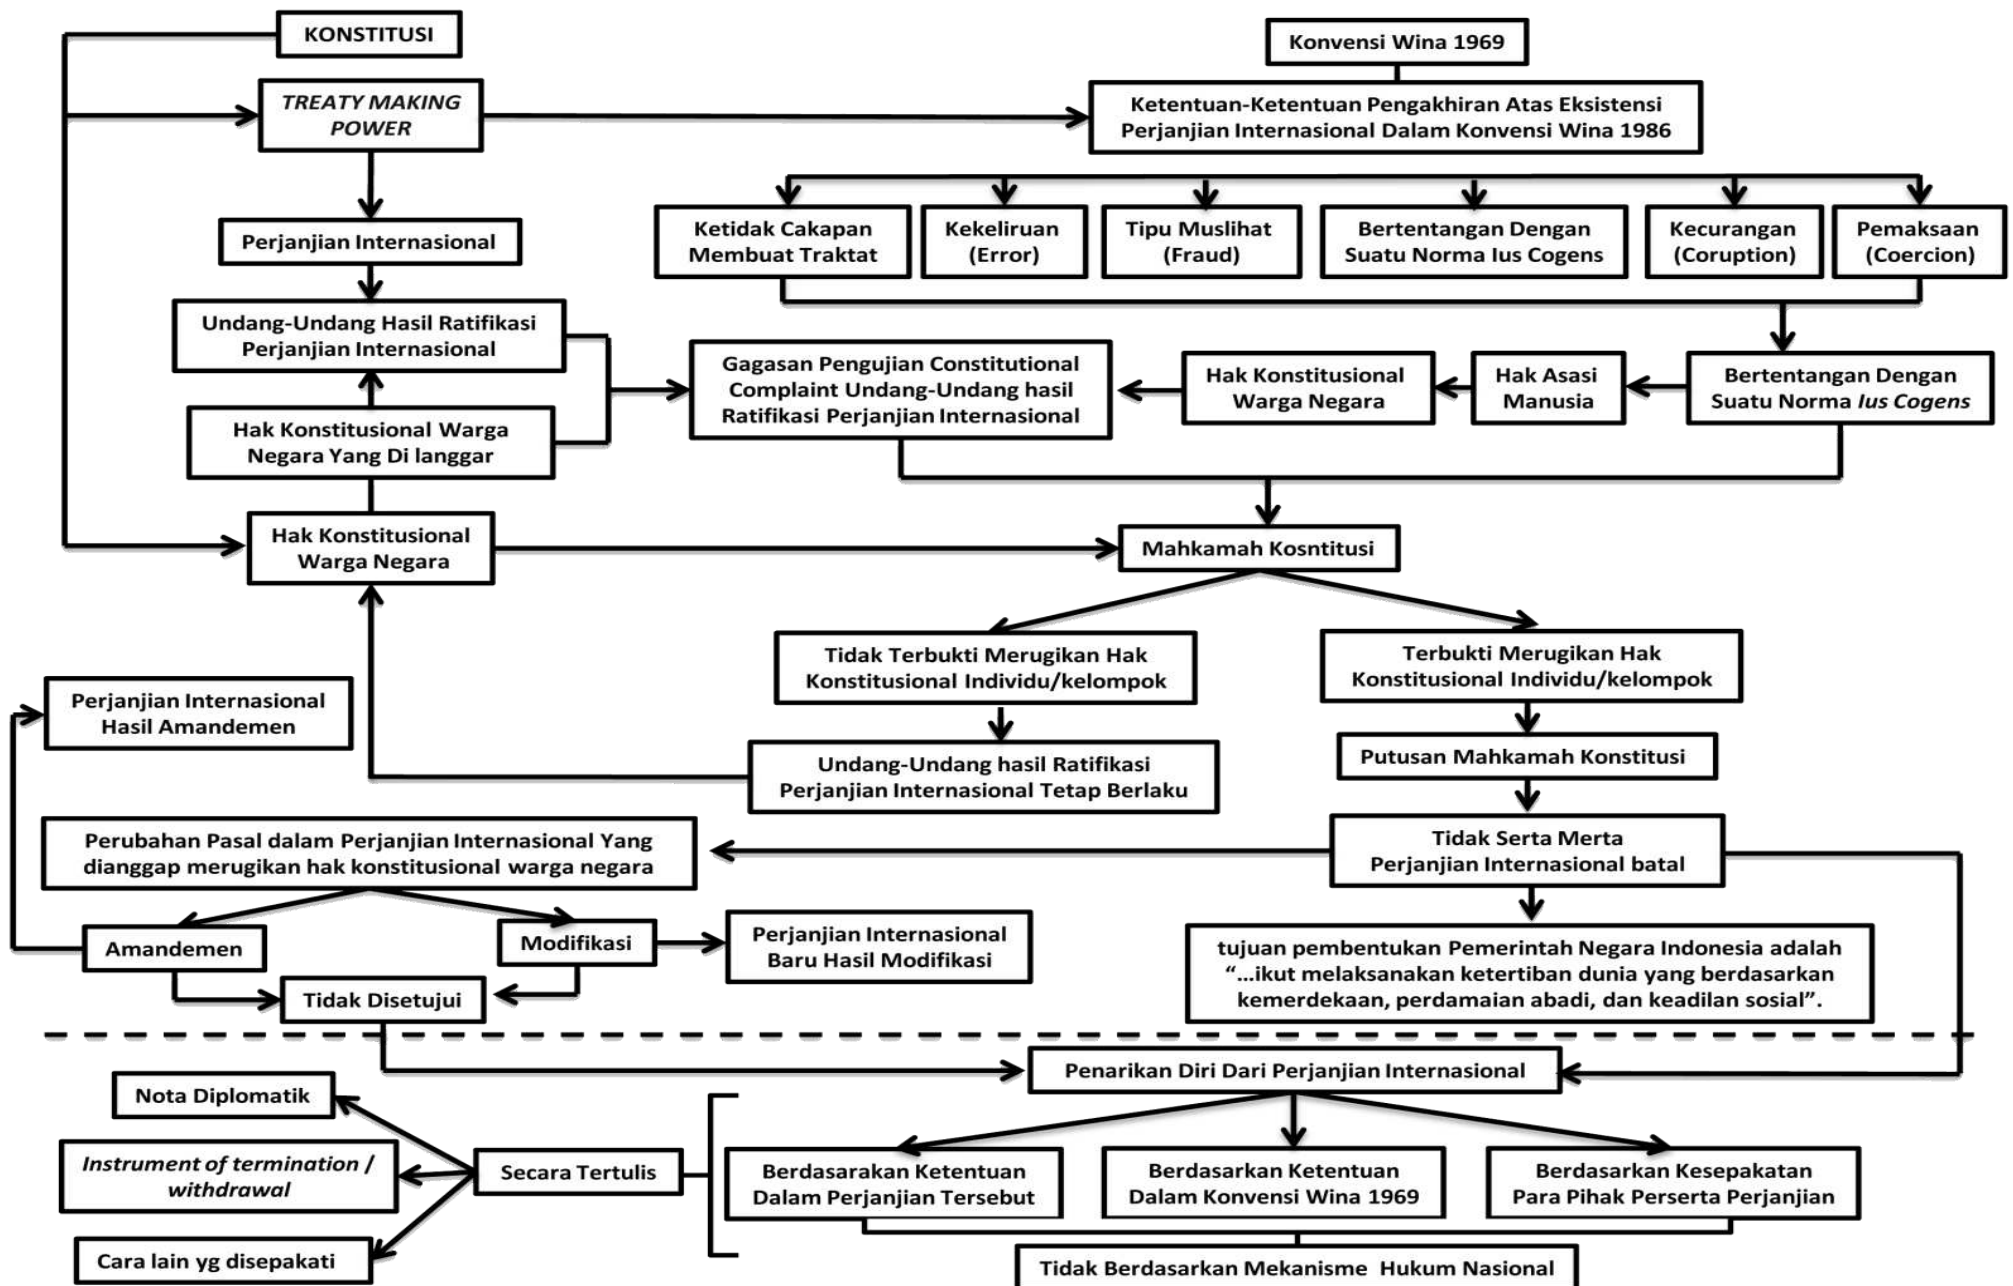 KONSTITUSI
Konvensi Wina 1969
TREATY MAKING
POWER
Ketentuan-Ketentuan Pengakhiran Atas Eksistensi
Perjanjian Internasional Dalam Konvensi Wina 1986
Perjanjian Internasional
Ketidak Cakapan
Membuat Traktat
Kekeliruan
(Error)
Tipu Muslihat
(Fraud)
Bertentangan Dengan
Suatu Norma Ius Cogens
Kecurangan
(Coruption)
Pemaksaan
(Coercion)
Undang-Undang Hasil Ratifikasi
Perjanjian Internasional
Gagasan Pengujian Constitutional
Complaint Undang-Undang hasil
Ratifikasi Perjanjian Internasional
Hak Konstitusional
Warga Negara
Hak Asasi
Manusia
Bertentangan Dengan
Suatu Norma Ius Cogens
Hak Konstitusional Warga
Negara Yang Di langgar
Hak Konstitusional
Warga Negara
Mahkamah Kosntitusi
Tidak Terbukti Merugikan Hak
Konstitusional Individu/kelompok
Terbukti Merugikan Hak
Konstitusional Individu/kelompok
Perjanjian Internasional
Hasil Amandemen
Undang-Undang hasil Ratifikasi
Perjanjian Internasional Tetap Berlaku
Putusan Mahkamah Konstitusi
Perubahan Pasal dalam Perjanjian Internasional Yang
dianggap merugikan hak konstitusional warga negara
Tidak Serta Merta
Perjanjian Internasional batal
Amandemen
Modifikasi
Perjanjian Internasional
Baru Hasil Modifikasi
tujuan pembentukan Pemerintah Negara Indonesia adalah
“...ikut melaksanakan ketertiban dunia yang berdasarkan
kemerdekaan, perdamaian abadi, dan keadilan sosial”.
Tidak Disetujui
Penarikan Diri Dari Perjanjian Internasional
Nota Diplomatik
Instrument of termination /
withdrawal
Cara lain yg disepakati
Secara Tertulis
Berdasarakan Ketentuan
Dalam Perjanjian Tersebut
Berdasarkan Ketentuan
Dalam Konvensi Wina 1969
Berdasarkan Kesepakatan
Para Pihak Perserta Perjanjian
Tidak Berdasarkan Mekanisme Hukum Nasional